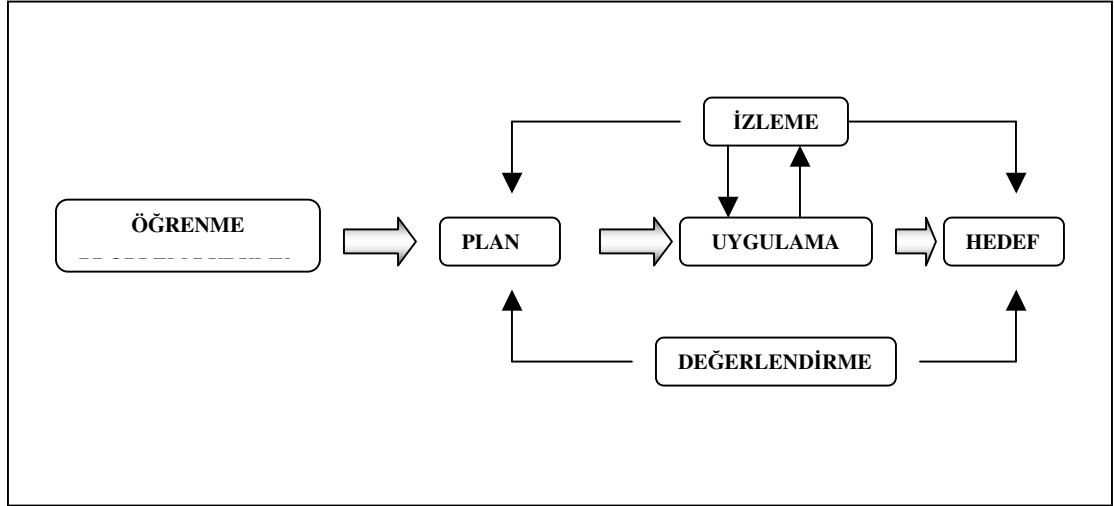 İZLEME
ÖĞRENME
PLAN
UYGULAMA
HEDEF
DEĞERLENDİRME